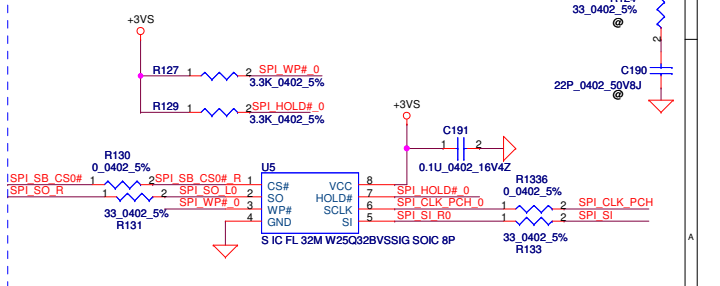 33_0402_5%
@
2
+3VS
R127 1 2 SPI_WP#_0
3.3K_0402_5%
C190
22P_0402_50V8J
@
R129 1 2 SPI_HOLD#_0
3.3K_0402_5%
+3VS
C191
1 2
0.1U_0402_16V4Z
R130
0_0402_5%
U5
R1336
0_0402_5%
SPI_SB_CS0# 1 2 SPI_SB_CS0#_R 1 CS# VCC 8
SPI_SO_R 1 2 SPI_SO_L0 2 SO HOLD# 7 SPI_HOLD#_0
SPI_WP#_0 3 WP# SCLK 6 SPI_CLK_PCH_0 1 2 SPI_CLK_PCH
4 GND SI 5 SPI_SI_R0 1 2 SPI_SI
33_0402_5%
R131
33_0402_5%
R133
S IC FL 32M W25Q32BVSSIG SOIC 8P
A